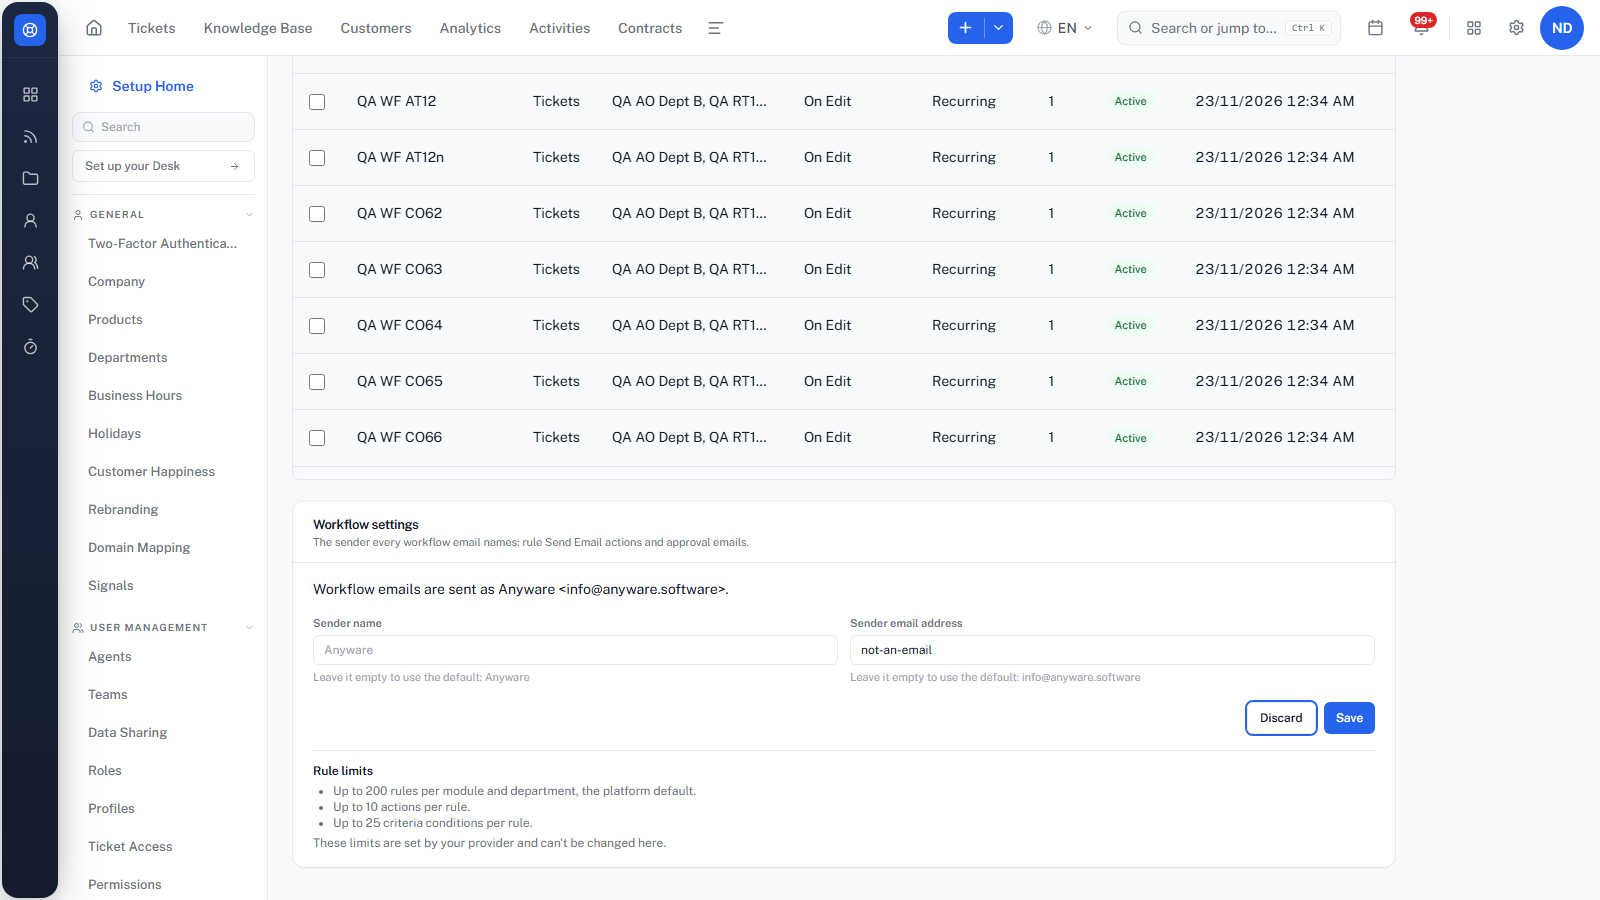 Tickets
Knowledge Base
Customers
Analytics
Activities
Contracts
EN
Search or jump to...
Ctrl K
99+
ND
Setup Home
Search
Set up your Desk
GENERAL
Two-Factor Authentica...
Company
Products
Departments
Business Hours
Holidays
Customer Happiness
Rebranding
Domain Mapping
Signals
USER MANAGEMENT
Agents
Teams
Data Sharing
Roles
Profiles
Ticket Access
Permissions
QA WF AT12 Tickets QA AO Dept B, QA RT1... On Edit Recurring 1 Active 23/11/2026 12:34 AM
QA WF AT12n Tickets QA AO Dept B, QA RT1... On Edit Recurring 1 Active 23/11/2026 12:34 AM
QA WF CO62 Tickets QA AO Dept B, QA RT1... On Edit Recurring 1 Active 23/11/2026 12:34 AM
QA WF CO63 Tickets QA AO Dept B, QA RT1... On Edit Recurring 1 Active 23/11/2026 12:34 AM
QA WF CO64 Tickets QA AO Dept B, QA RT1... On Edit Recurring 1 Active 23/11/2026 12:34 AM
QA WF CO65 Tickets QA AO Dept B, QA RT1... On Edit Recurring 1 Active 23/11/2026 12:34 AM
QA WF CO66 Tickets QA AO Dept B, QA RT1... On Edit Recurring 1 Active 23/11/2026 12:34 AM
Workflow settings
The sender every workflow email names: rule Send Email actions and approval emails.
Workflow emails are sent as Anyware <info@anyware.software>.
Sender name
Anyware
Leave it empty to use the default: Anyware
Sender email address
not-an-email
Leave it empty to use the default: info@anyware.software
Discard
Save
Rule limits
• Up to 200 rules per module and department, the platform default.
• Up to 10 actions per rule.
• Up to 25 criteria conditions per rule.
These limits are set by your provider and can't be changed here.